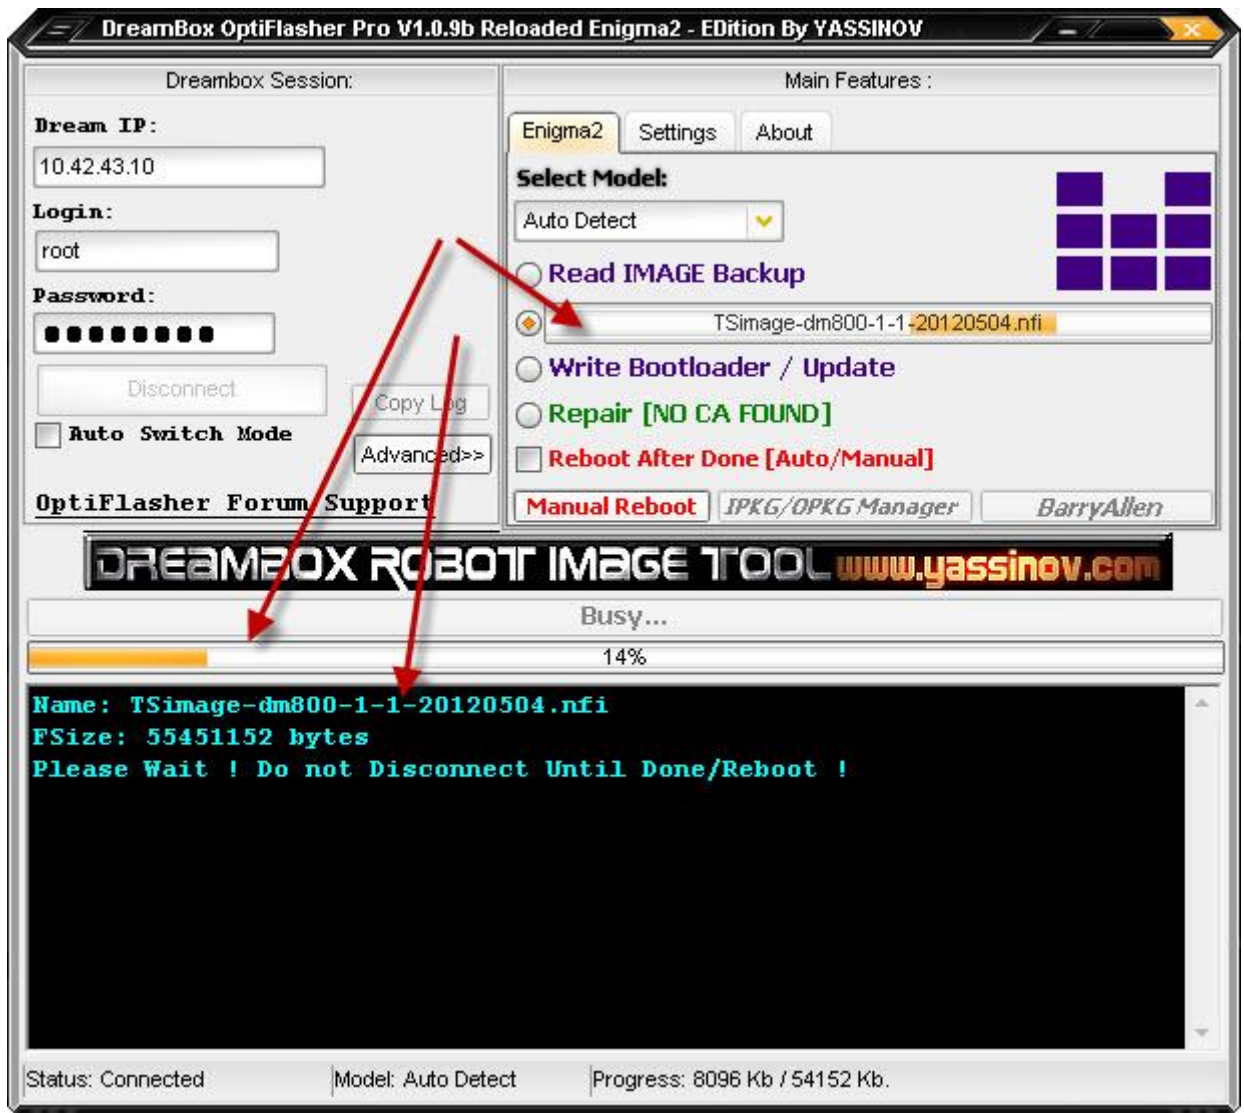 DreamBox OptiFlasher Pro V1.0.9b Reloaded Enigma2 - EDition By YASSINOV
Dreambox Session:
Dream IP:
10.42.43.10
Login:
root
Password:
Disconnect
Copy Log
Auto Switch Mode
Advanced>>
OptiFlasher Forum Support
Main Features :
Enigma2 Settings About
Select Model:
Auto Detect
Read IMAGE Backup
TSimage-dm800-1-1-20120504.nfi
Write Bootloader / Update
Repair [NO CA FOUND]
Reboot After Done [Auto/Manual]
Manual Reboot IPKG/OPKG Manager BarryAllen
DREAMBOX ROBOT IMAGE TOOL www.yassinov.com
Busy...
14%
Name: TSimage-dm800-1-1-20120504.nfi
FSize: 55451152 bytes
Please Wait ! Do not Disconnect Until Done/Reboot !
Status: Connected Model: Auto Detect Progress: 8096 Kb / 54152 Kb.